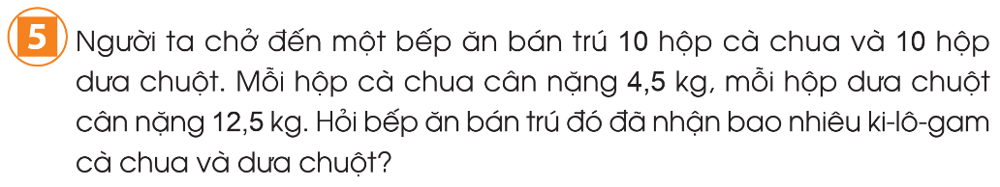 5 Người ta chở đến một bếp ăn bán trú 10 hộp cà chua và 10 hộp
dưa chuột. Mỗi hộp cà chua cân nặng 4,5 kg, mỗi hộp dưa chuột
cân nặng 12,5 kg. Hỏi bếp ăn bán trú đó đã nhận bao nhiêu ki-lô-gam
cà chua và dưa chuột?